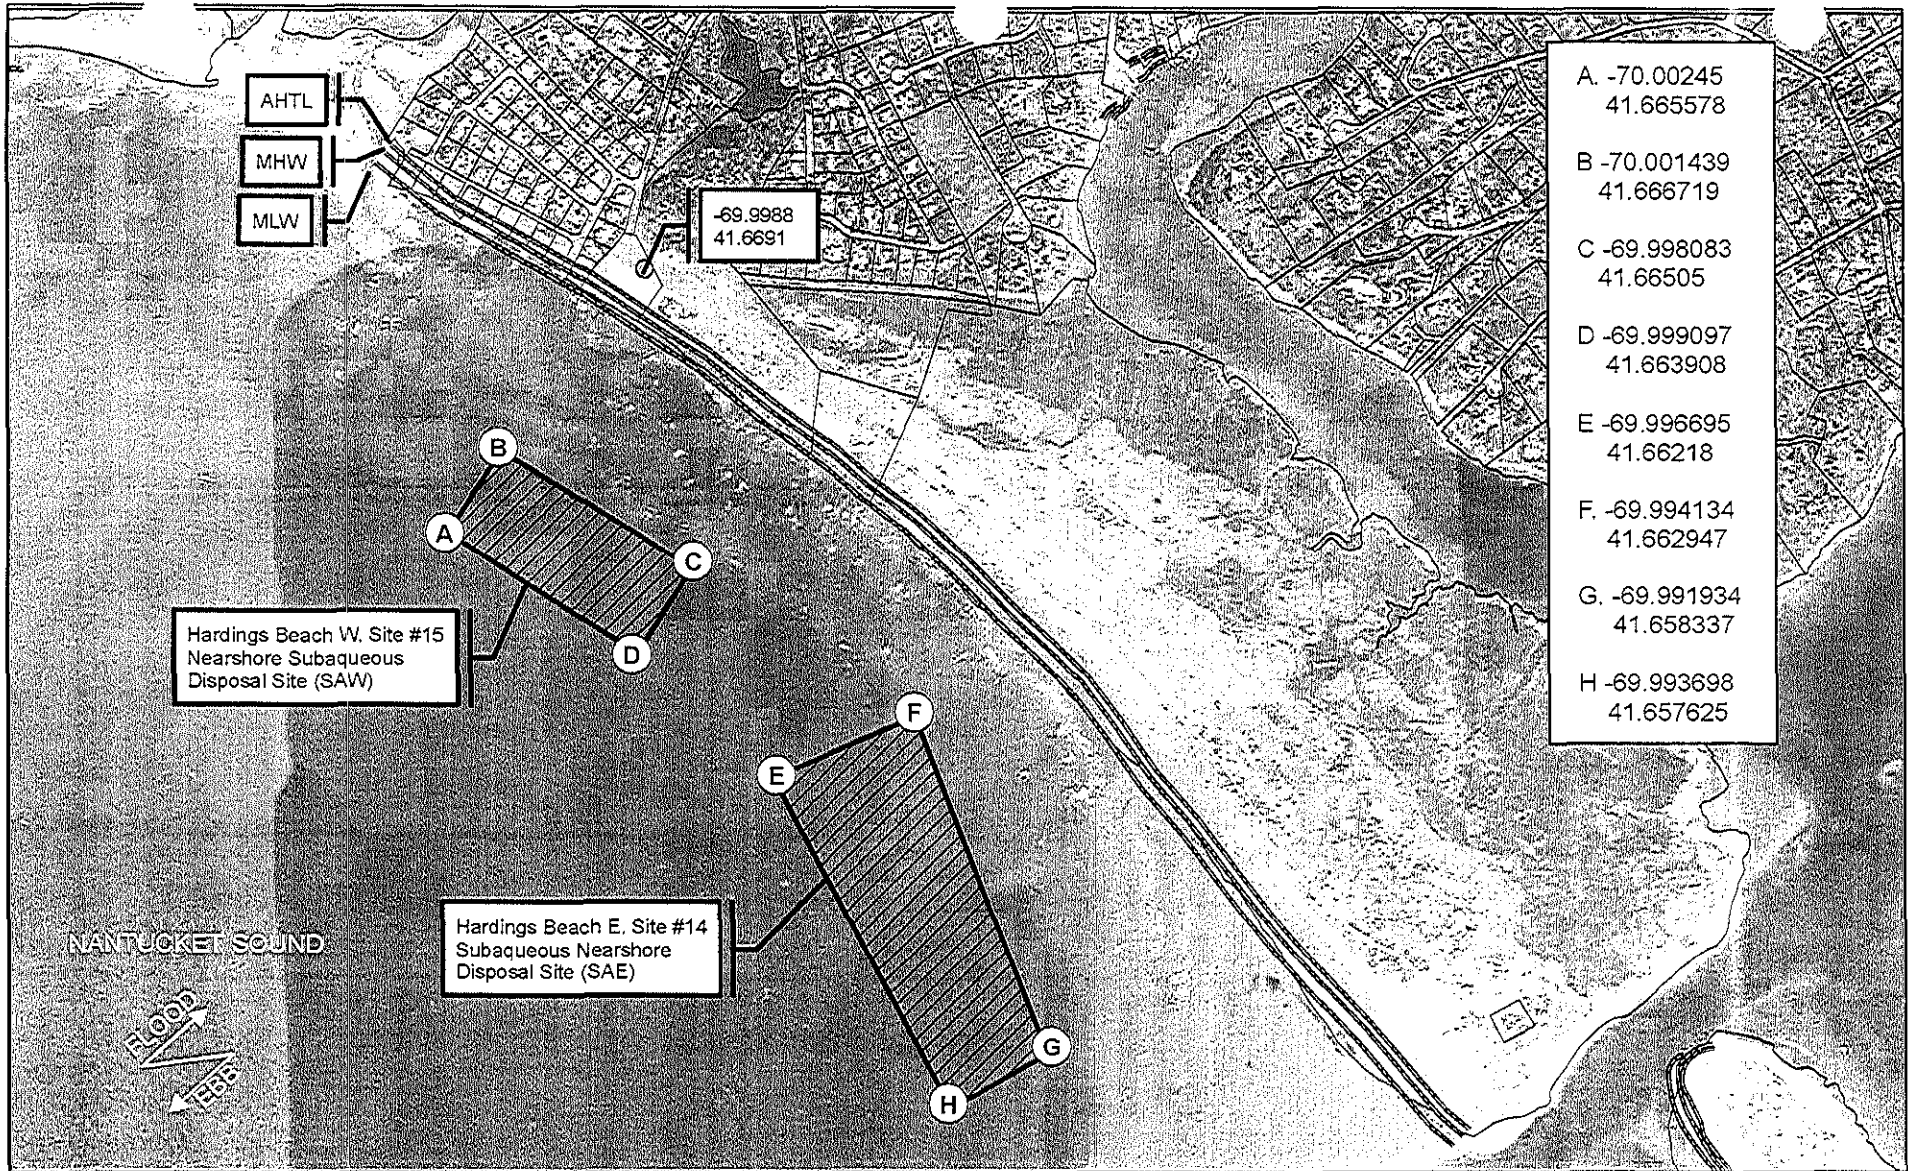 AHTL
MHW
MLW
-69.9988
41.6691
A. -70.00245
41.665578
B -70.001439
41.666719
C -69.998083
41.66505
D -69.999097
41.663908
E -69.996695
41.66218
F. -69.994134
41.662947
G. -69.991934
41.658337
H -69.993698
41.657625
B
A
C
D
Hardings Beach W. Site #15
Nearshore Subaqueous
Disposal Site (SAW)
F
E
G
H
Hardings Beach E. Site #14
Subaqueous Nearshore
Disposal Site (SAE)
NANTUCKET SOUND
FLOOD
EBB